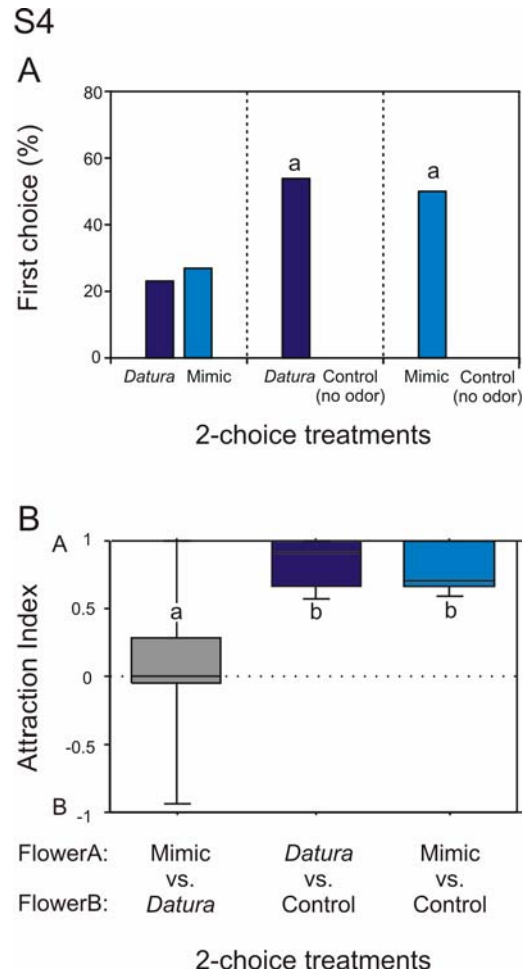 S4
A
First choice (%)
80
60
40
20
0
a
a
Datura Mimic Datura Control Mimic Control
(no odor) (no odor)
2-choice treatments
B
Attraction Index
A 1
0.5
0
-0.5
B -1
a
b
b
FlowerA: Mimic Datura Mimic
vs. vs. vs.
FlowerB: Datura Control Control
2-choice treatments